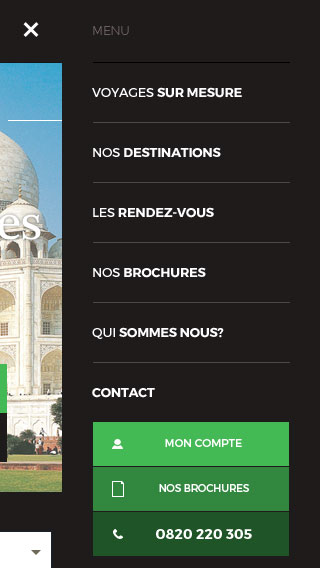 MENU
VOYAGES SUR MESURE
NOS DESTINATIONS
LES RENDEZ-VOUS
NOS BROCHURES
QUI SOMMES NOUS?
CONTACT
es
MON COMPTE
NOS BROCHURES
0820 220 305